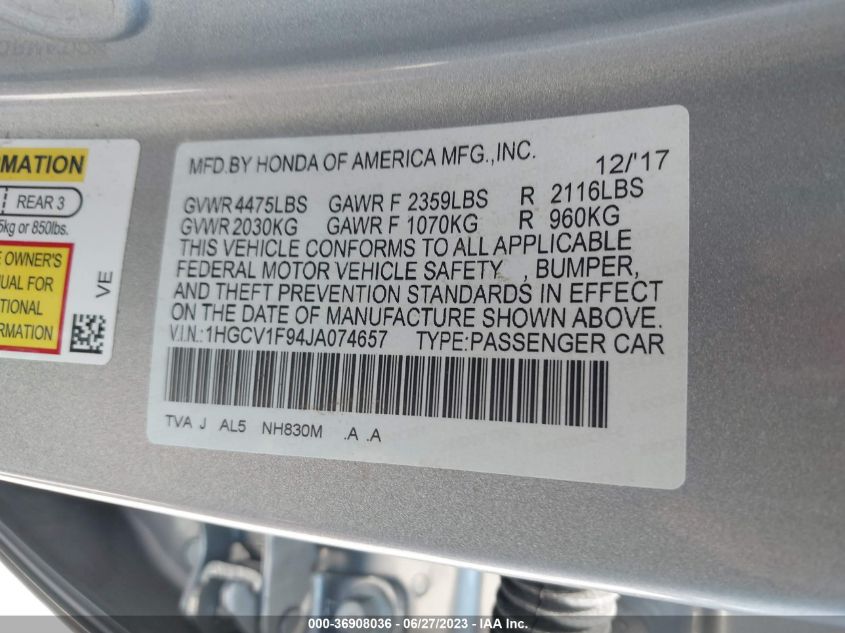 MATION
REAR 3
5kg or 850lbs.
E OWNER'S
NUAL FOR
TIONAL
RMATION
VE
MFD.BY HONDA OF AMERICA MFG.,INC. 12/'17
GVWR 4475LBS GAWR F 2359LBS R 2116LBS
GVWR 2030KG GAWR F 1070KG R 960KG
THIS VEHICLE CONFORMS TO ALL APPLICABLE
FEDERAL MOTOR VEHICLE SAFETY , BUMPER,
AND THEFT PREVENTION STANDARDS IN EFFECT
ON THE DATE OF MANUFACTURE SHOWN ABOVE.
V.I.N.:1HGCV1F94JA074657 TYPE:PASSENGER CAR
TVA J AL5 NH830M .A .A
000-36908036 - 06/27/2023 - IAA Inc.